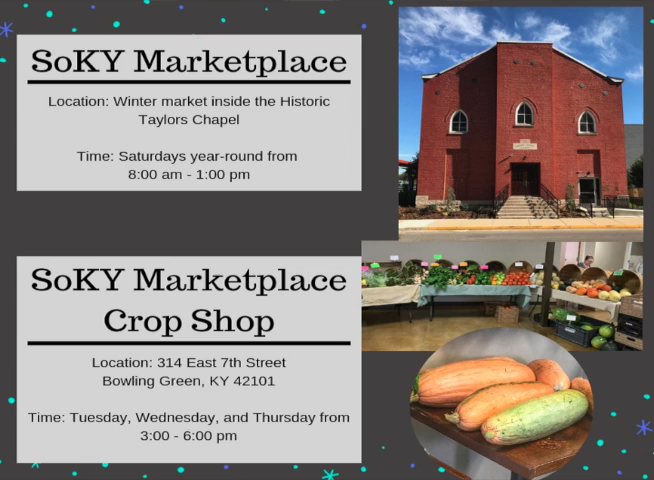 SoKY Marketplace
Location: Winter market inside the Historic
Taylors Chapel
Time: Saturdays year-round from
8:00 am - 1:00 pm
SoKY Marketplace
Crop Shop
Location: 314 East 7th Street
Bowling Green, KY 42101
Time: Tuesday, Wednesday, and Thursday from
3:00 - 6:00 pm